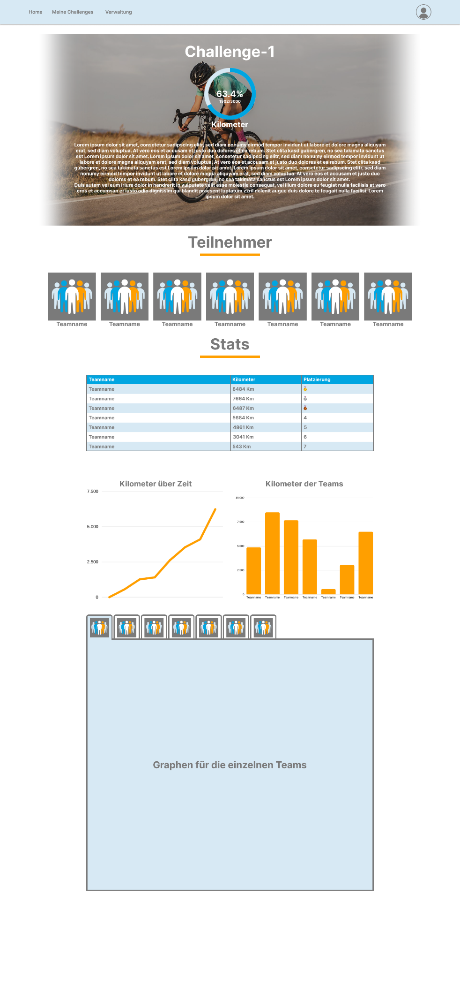 Home Meine Challenges Verwaltung
Challenge-1
63.4%
1902/3000
Kilometer
Lorem ipsum dolor sit amet, consetetur sadipscing elitr, sed diam nonumy eirmod tempor invidunt ut labore et dolore magna aliquyam
erat, sed diam voluptua. At vero eos et accusam et justo duo dolores et ea rebum. Stet clita kasd gubergren, no sea takimata sanctus
est Lorem ipsum dolor sit amet. Lorem ipsum dolor sit amet, consetetur sadipscing elitr, sed diam nonumy eirmod tempor invidunt ut
labore et dolore magna aliquyam erat, sed diam voluptua. At vero eos et accusam et justo duo dolores et ea rebum. Stet clita kasd
gubergren, no sea takimata sanctus est Lorem ipsum dolor sit amet. Lorem ipsum dolor sit amet, consetetur sadipscing elitr, sed diam
nonumy eirmod tempor invidunt ut labore et dolore magna aliquyam erat, sed diam voluptua. At vero eos et accusam et justo duo
dolores et ea rebum. Stet clita kasd gubergren, no sea takimata sanctus est Lorem ipsum dolor sit amet.
Duis autem vel eum iriure dolor in hendrerit in vulputate velit esse molestie consequat, vel illum dolore eu feugiat nulla facilisis at vero
eros et accumsan et iusto odio dignissim qui blandit praesent luptatum zzril delenit augue duis dolore te feugait nulla facilisi. Lorem
ipsum dolor sit amet.
Teilnehmer
Teamname Teamname Teamname Teamname Teamname Teamname Teamname
Stats
Teamname Kilometer Platzierung
Teamname 8484 Km
Teamname 7664 Km
Teamname 6487 Km
Teamname 5684 Km 4
Teamname 4861 Km 5
Teamname 3041 Km 6
Teamname 543 Km 7
Kilometer über Zeit
7.500
5.000
2.500
0
Kilometer der Teams
10.000
7.500
5.000
2.500
0
Teamname Teamname Teamname Teamname Teamname Teamname Teamname
Graphen für die einzelnen Teams